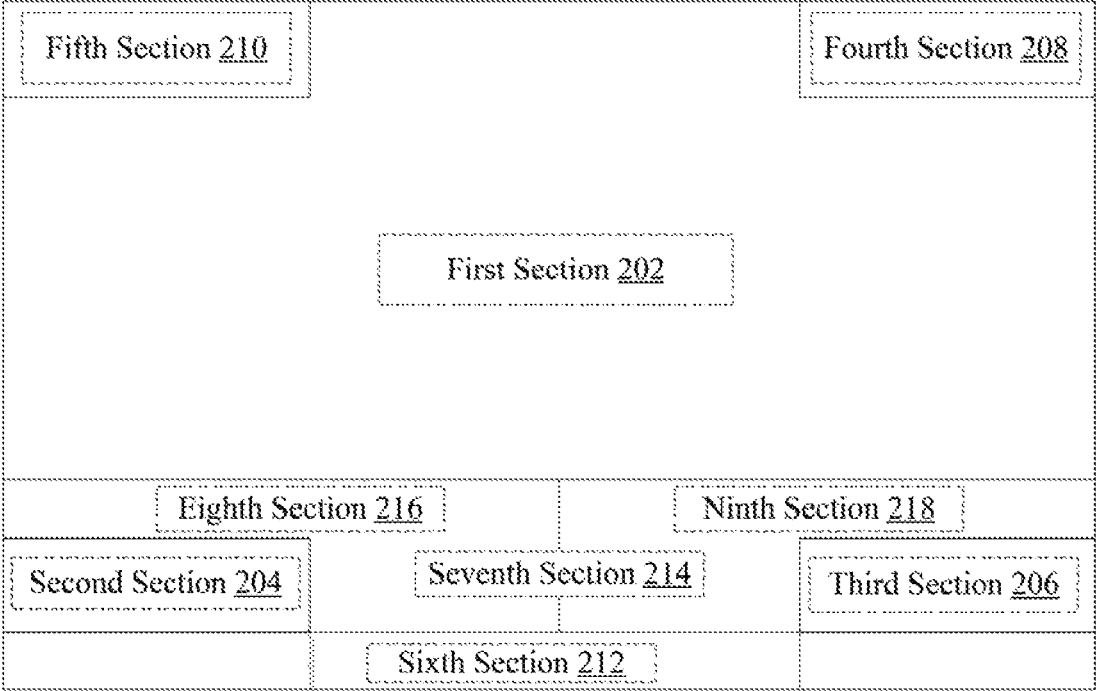 Fifth Section 210
Fourth Section 208
First Section 202
Eighth Section 216
Ninth Section 218
Second Section 204
Seventh Section 214
Third Section 206
Sixth Section 212